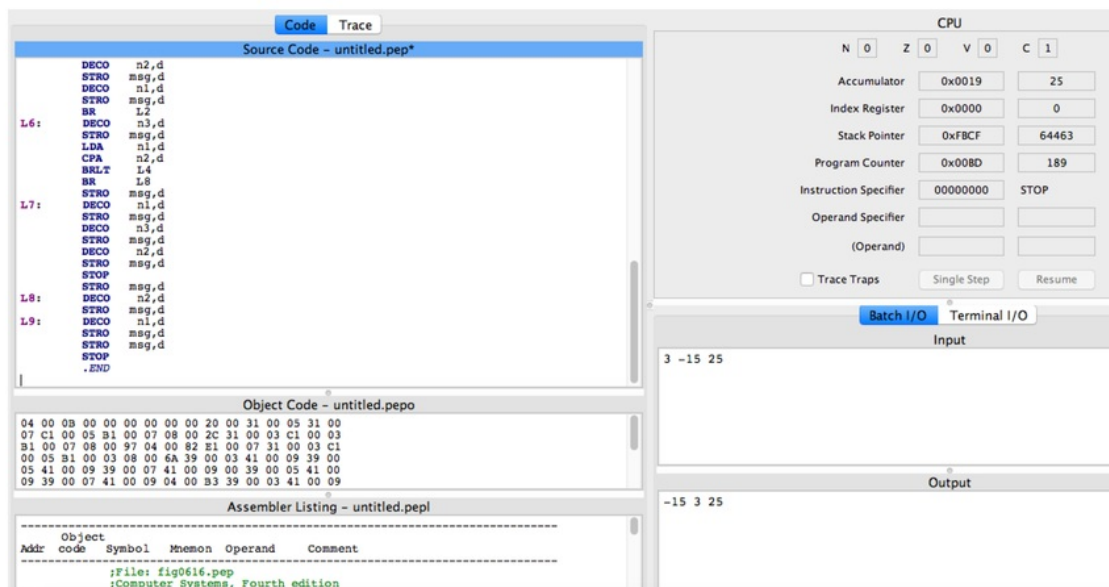 Code Trace
Source Code - untitled.pep*
DECO n2,d
STRO msg,d
DECO n1,d
STRO msg,d
BR L2
L6: DECO n3,d
STRO msg,d
LDA n1,d
CPA n2,d
BRLT L4
BR L8
STRO msg,d
L7: DECO n1,d
STRO msg,d
DECO n3,d
STRO msg,d
DECO n2,d
STRO msg,d
STOP
STRO msg,d
L8: DECO n2,d
STRO msg,d
L9: DECO n1,d
STRO msg,d
STRO msg,d
STOP
.END
Object Code - untitled.pepo
04 00 0B 00 00 00 00 00 00 20 00 31 00 05 31 00
07 C1 00 05 B1 00 07 08 00 2C 31 00 03 C1 00 03
B1 00 07 08 00 97 04 00 82 E1 00 07 31 00 03 C1
00 05 B1 00 03 08 00 6A 39 00 03 41 00 09 39 00
05 41 00 09 39 00 07 41 00 09 00 39 00 05 41 00
09 39 00 07 41 00 09 04 00 B3 39 00 03 41 00 09
Assembler Listing - untitled.pepl
Object
Addr code Symbol Mnemon Operand Comment
;File: fig0616.pep
;Computer Systems, Fourth edition
CPU
N 0 Z 0 V 0 C 1
Accumulator 0x0019 25
Index Register 0x0000 0
Stack Pointer 0xFBCF 64463
Program Counter 0x00BD 189
Instruction Specifier 00000000 STOP
Operand Specifier
(Operand)
Trace Traps Single Step Resume
Batch I/O Terminal I/O
Input
3 -15 25
Output
-15 3 25